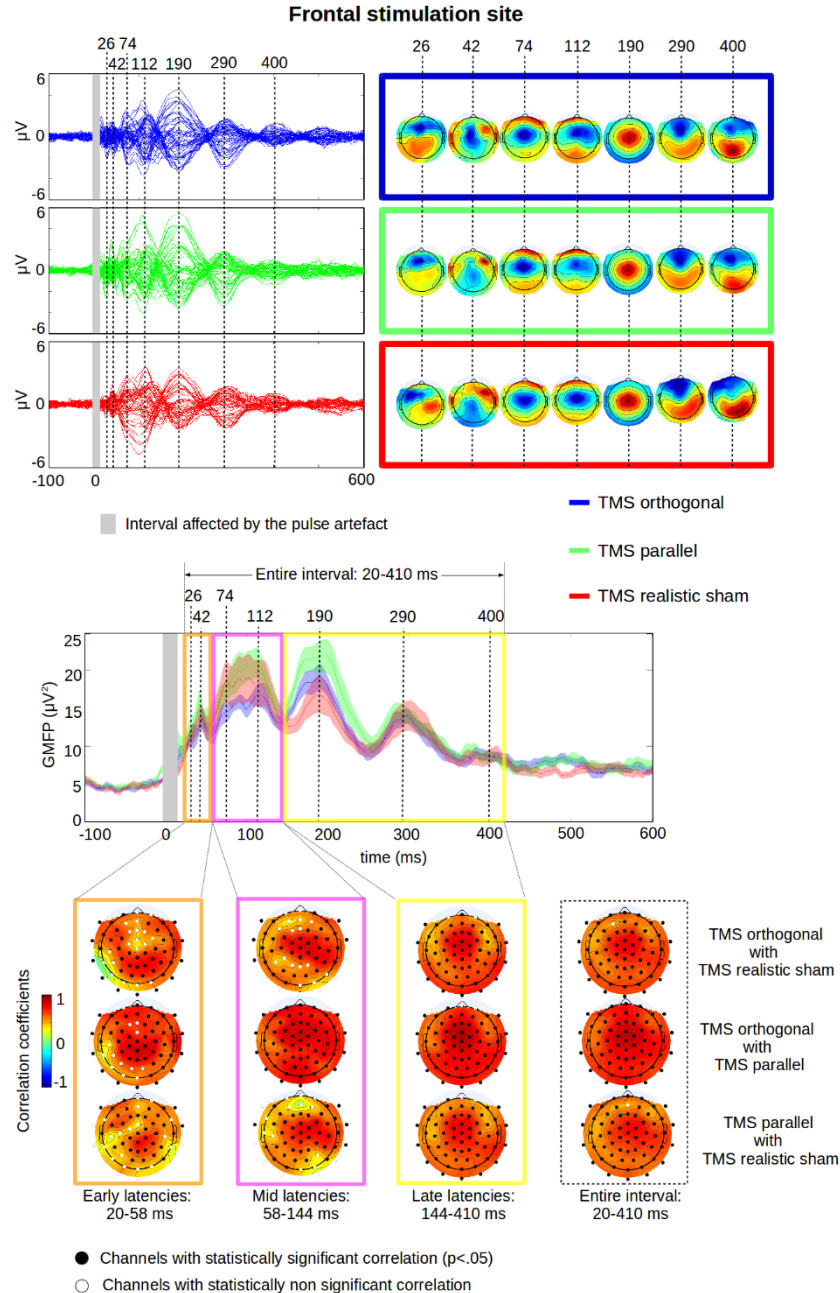 Frontal stimulation site
26 74
42 112 190 290 400
26 42 74 112 190 290 400
6
μV
0
-6
6
μV
0
-6
6
μV
0
-6
-100 0 600
Interval affected by the pulse artefact
TMS orthogonal
TMS parallel
TMS realistic sham
Entire interval: 20-410 ms
26 74
42 112 190 290 400
25
20
15
10
5
0
GMFP (μV²)
-100 0 100 200 300 400 500 600
time (ms)
Correlation coefficients
1
0
-1
TMS orthogonal
with
TMS realistic sham
TMS orthogonal
with
TMS parallel
TMS parallel
with
TMS realistic sham
Early latencies:
20-58 ms
Mid latencies:
58-144 ms
Late latencies:
144-410 ms
Entire interval:
20-410 ms
Channels with statistically significant correlation (p<.05)
Channels with statistically non significant correlation